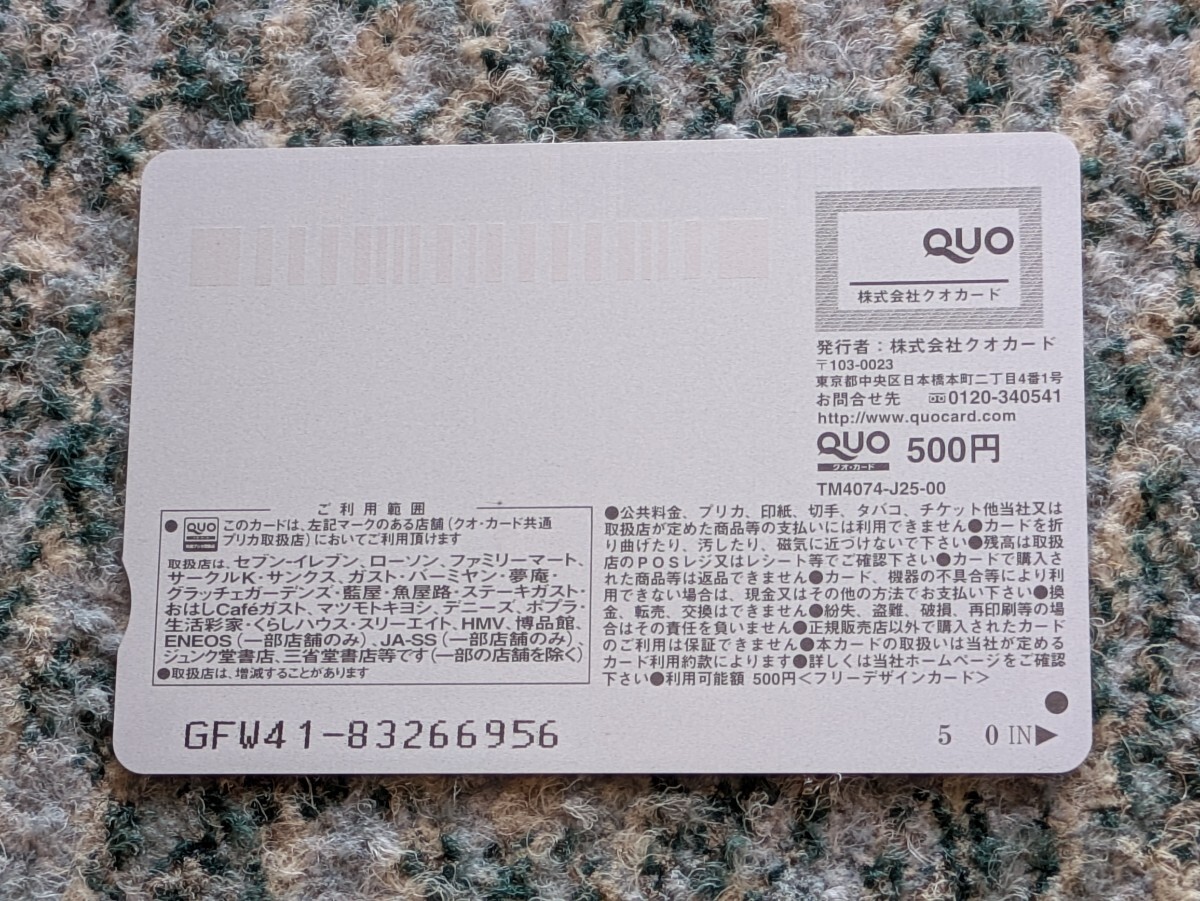 QUO
株式会社クオカード
発行者：株式会社クオカード
〒103-0023
東京都中央区日本橋本町二丁目4番1号
お問合せ先 0120-340541
http://www.quocard.com
QUO 500円
クオ・カード
TM4074-J25-00
ご利用範囲
●QUO このカードは、左記マークのある店舗（クオ・カード共通
プリカ取扱店）においてご利用頂けます
取扱店は、セブン-イレブン、ローソン、ファミリーマート、
サークルK・サンクス、ガスト・バーミヤン・夢庵・
グラッチェガーデンズ・藍屋・魚屋路・ステーキガスト・
おはしCaféガスト、マツモトキヨシ、デニーズ、ポプラ・
生活彩家・くらしハウス・スリーエイト、HMV、博品館、
ENEOS（一部店舗のみ）、JA-SS（一部店舗のみ）、
ジュンク堂書店、三省堂書店等です（一部の店舗を除く）
●取扱店は、増減することがあります
●公共料金、プリカ、印紙、切手、タバコ、チケット他当社又は
取扱店が定めた商品等の支払いには利用できません●カードを折
り曲げたり、汚したり、磁気に近づけないで下さい●残高は取扱
店のPOSレジ又はレシート等でご確認下さい●カードで購入さ
れた商品等は返品できません●カード、機器の不具合等により利
用できない場合は、現金又はその他の方法でお支払い下さい●換
金、転売、交換はできません●紛失、盗難、破損、再印刷等の場
合はその責任を負いません●正規販売店以外で購入されたカード
のご利用は保証できません●本カードの取扱いは当社が定める
カード利用約款によります●詳しくは当社ホームページをご確認
下さい●利用可能額 500円＜フリーデザインカード＞
GFW41-83266956
5 0 IN▶